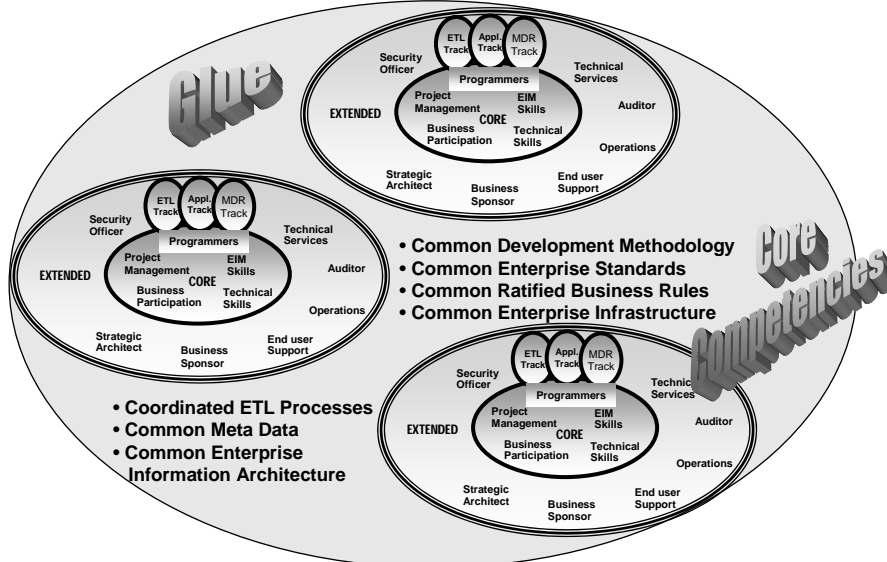 Glue
ETL
Track
Appl.
Track
MDR
Track
Programmers
Security
Officer
Technical
Services
EXTENDED
Project
Management
EIM
Skills
CORE
Business
Participation
Technical
Skills
Auditor
Operations
Strategic
Architect
Business
Sponsor
End user
Support
ETL
Track
Appl.
Track
MDR
Track
Programmers
Security
Officer
Technical
Services
EXTENDED
Project
Management
EIM
Skills
CORE
Business
Participation
Technical
Skills
Auditor
Operations
Strategic
Architect
Business
Sponsor
End user
Support
• Common Development Methodology
• Common Enterprise Standards
• Common Ratified Business Rules
• Common Enterprise Infrastructure
Core
Competencies
ETL
Track
Appl.
Track
MDR
Track
Programmers
Security
Officer
Technic
Services
EXTENDED
Project
Management
EIM
Skills
CORE
Business
Participation
Technical
Skills
Auditor
Operations
Strategic
Architect
Business
Sponsor
End user
Support
• Coordinated ETL Processes
• Common Meta Data
• Common Enterprise
Information Architecture